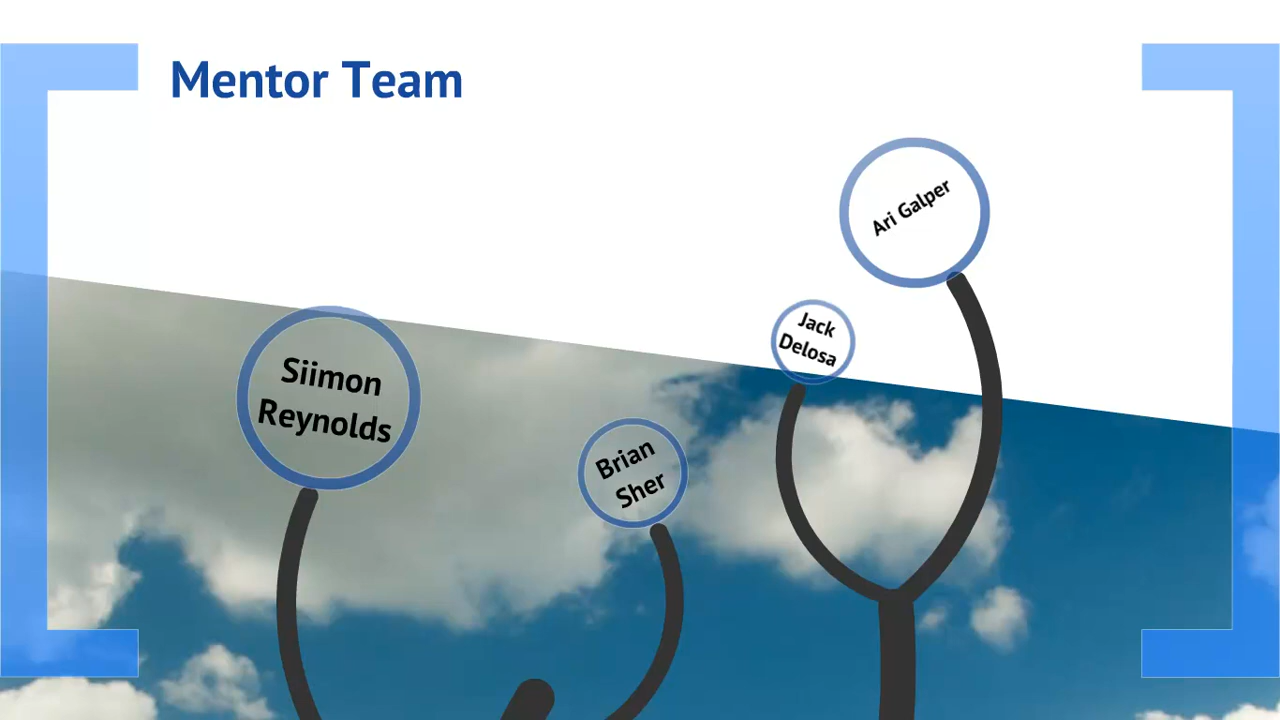 Mentor Team
Ari Galper
Jack
Delosa
Siimon
Reynolds
Brian
Sher